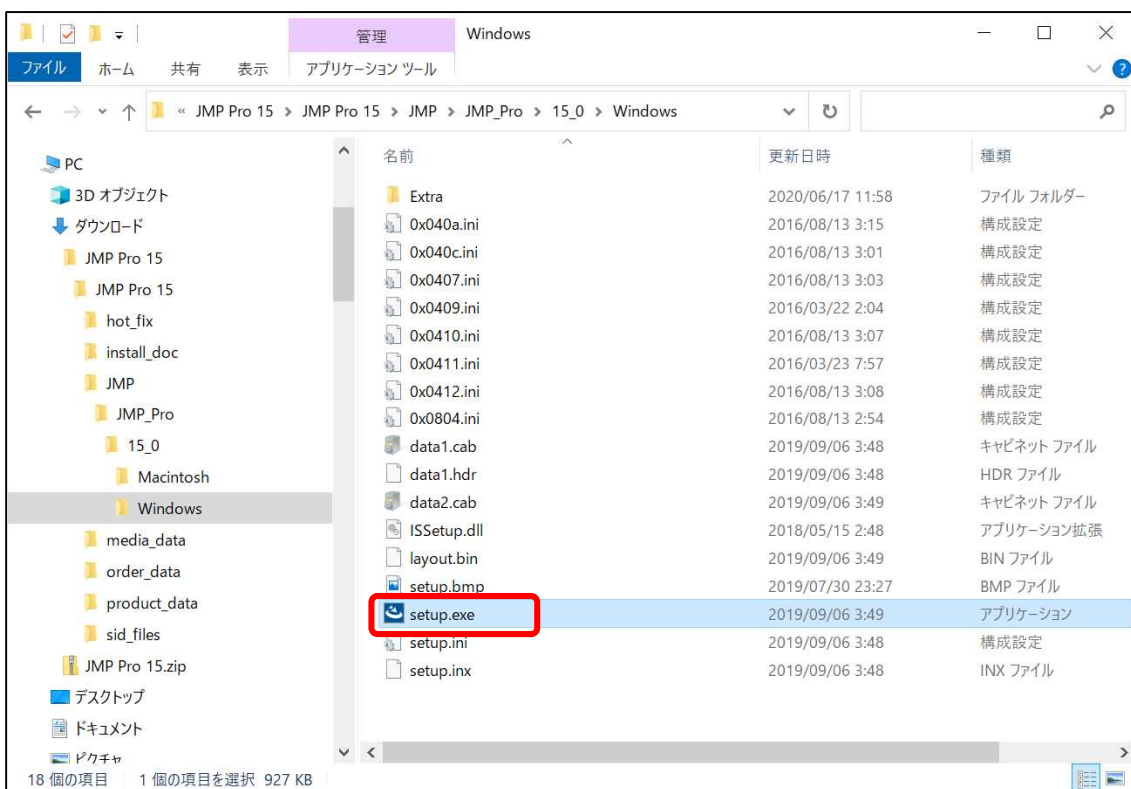 管理 Windows
ファイル ホーム 共有 表示 アプリケーション ツール
« JMP Pro 15 > JMP Pro 15 > JMP > JMP_Pro > 15_0 > Windows
PC
3D オブジェクト
ダウンロード
JMP Pro 15
JMP Pro 15
hot_fix
install_doc
JMP
JMP_Pro
15_0
Macintosh
Windows
media_data
order_data
product_data
sid_files
JMP Pro 15.zip
デスクトップ
ドキュメント
ピクチャ
名前 更新日時 種類
Extra 2020/06/17 11:58 ファイル フォルダー
0x040a.ini 2016/08/13 3:15 構成設定
0x040c.ini 2016/08/13 3:01 構成設定
0x0407.ini 2016/08/13 3:03 構成設定
0x0409.ini 2016/03/22 2:04 構成設定
0x0410.ini 2016/08/13 3:07 構成設定
0x0411.ini 2016/03/23 7:57 構成設定
0x0412.ini 2016/08/13 3:08 構成設定
0x0804.ini 2016/08/13 2:54 構成設定
data1.cab 2019/09/06 3:48 キャビネット ファイル
data1.hdr 2019/09/06 3:48 HDR ファイル
data2.cab 2019/09/06 3:49 キャビネット ファイル
ISSetup.dll 2018/05/15 2:48 アプリケーション拡張
layout.bin 2019/09/06 3:49 BIN ファイル
setup.bmp 2019/07/30 23:27 BMP ファイル
setup.exe 2019/09/06 3:49 アプリケーション
setup.ini 2019/09/06 3:48 構成設定
setup.inx 2019/09/06 3:48 INX ファイル
18 個の項目 1 個の項目を選択 927 KB